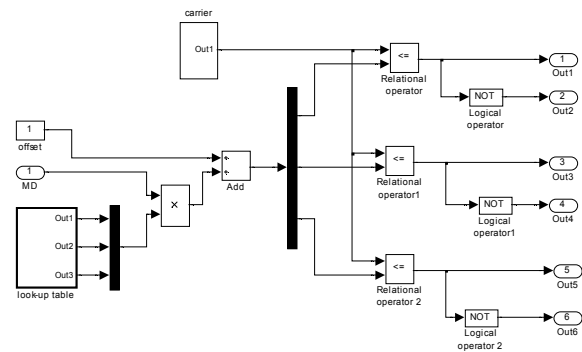 carrier
Out1
<=
Relational
operator
1
Out1
NOT
Logical
operator
2
Out2
1
offset
1
MD
+
+
Add
×
<=
Relational
operator1
3
Out3
NOT
Logical
operator1
4
Out4
Out1
Out2
Out3
look-up table
<=
Relational
operator 2
5
Out5
NOT
Logical
operator 2
6
Out6